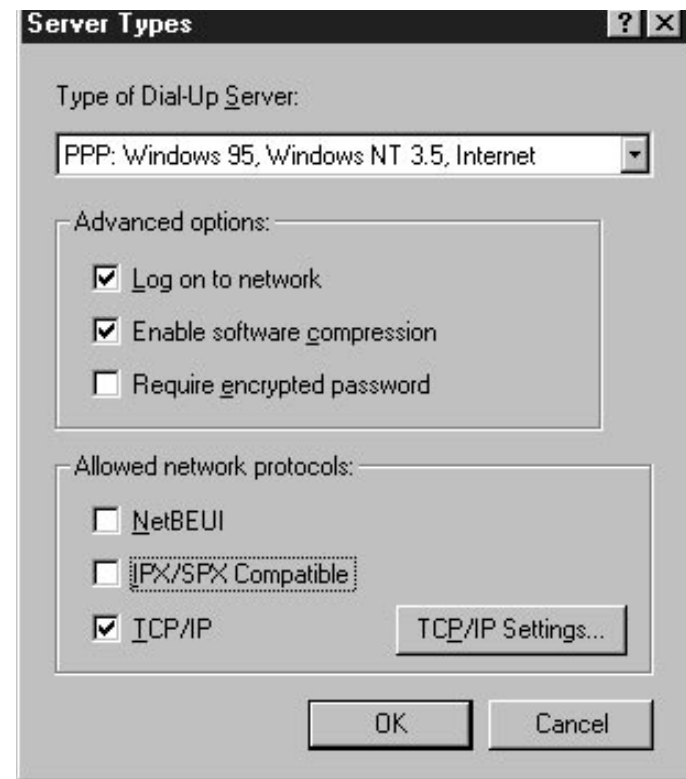 Server Types
Type of Dial-Up Server:
PPP: Windows 95, Windows NT 3.5, Internet
Advanced options:
Log on to network
Enable software compression
Require encrypted password
Allowed network protocols:
NetBEUI
IPX/SPX Compatible
TCP/IP
TCP/IP Settings...
OK
Cancel